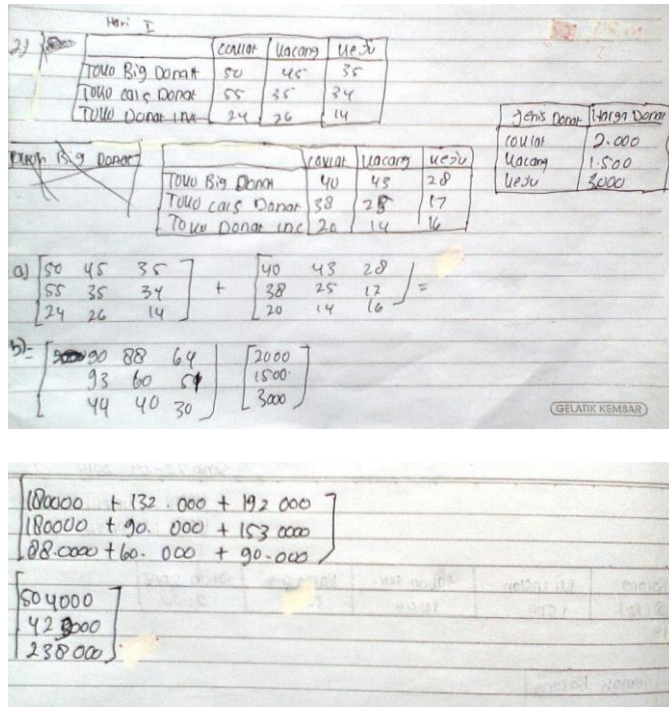 Hari I
2)
Coklat Kacang Keju
Toko Big Donat 50 45 35
Toko Cais Donat 55 35 34
Toko Donat inc 24 26 14
Jenis Donat Harga Donat
Coklat 2.000
Kacang 1.500
Keju 3000
Big Donat
Coklat Kacang Keju
Toko Big Donat 40 43 28
Toko Cais Donat 38 25 17
Toko Donat inc 20 14 16
a) [50 45 35] + [40 43 28] =
[55 35 34] [38 25 17]
[24 26 14] [20 14 16]
b) = [90 88 64] [2000]
[93 60 51] [1500]
[44 40 30] [3000]
GELATIK KEMBAR
[180000 + 132.000 + 192 000]
[180000 + 90.000 + 153 0000]
[88.0000 + 60.000 + 90.000]
[504000]
[423000]
[238000]